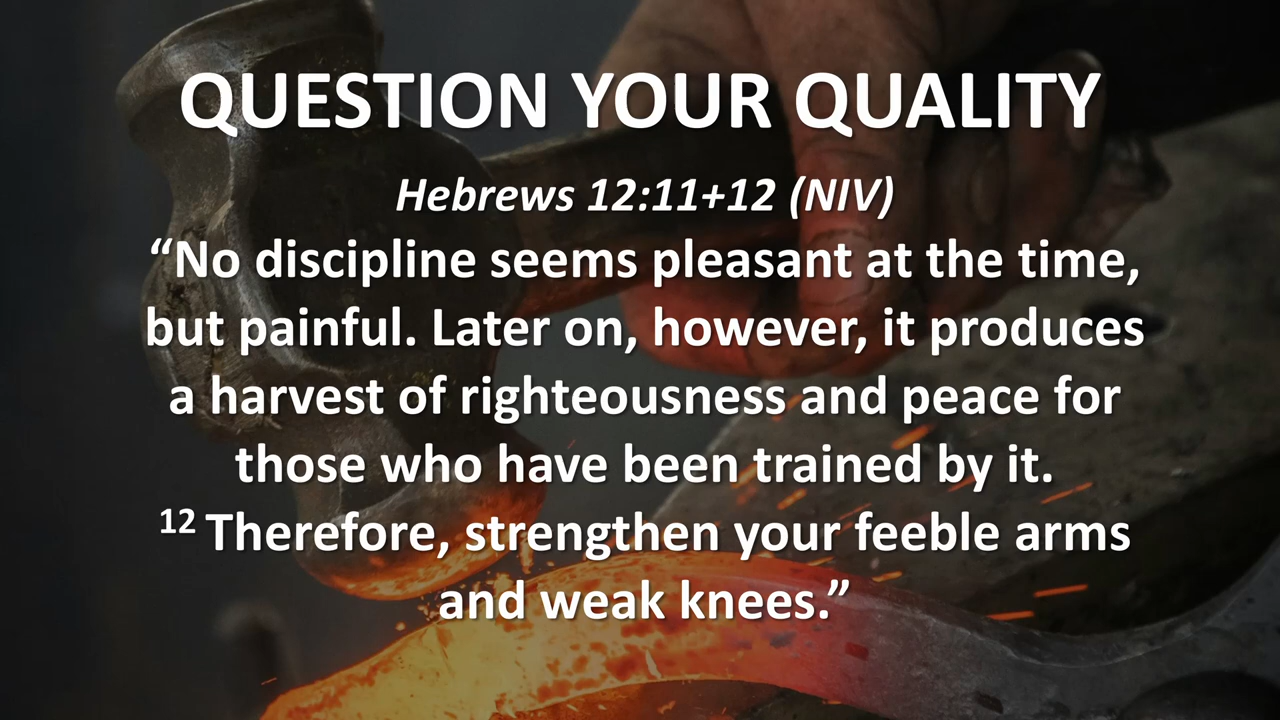 QUESTION YOUR QUALITY
Hebrews 12:11+12 (NIV)
“No discipline seems pleasant at the time,
but painful. Later on, however, it produces
a harvest of righteousness and peace for
those who have been trained by it.
12 Therefore, strengthen your feeble arms
and weak knees.”